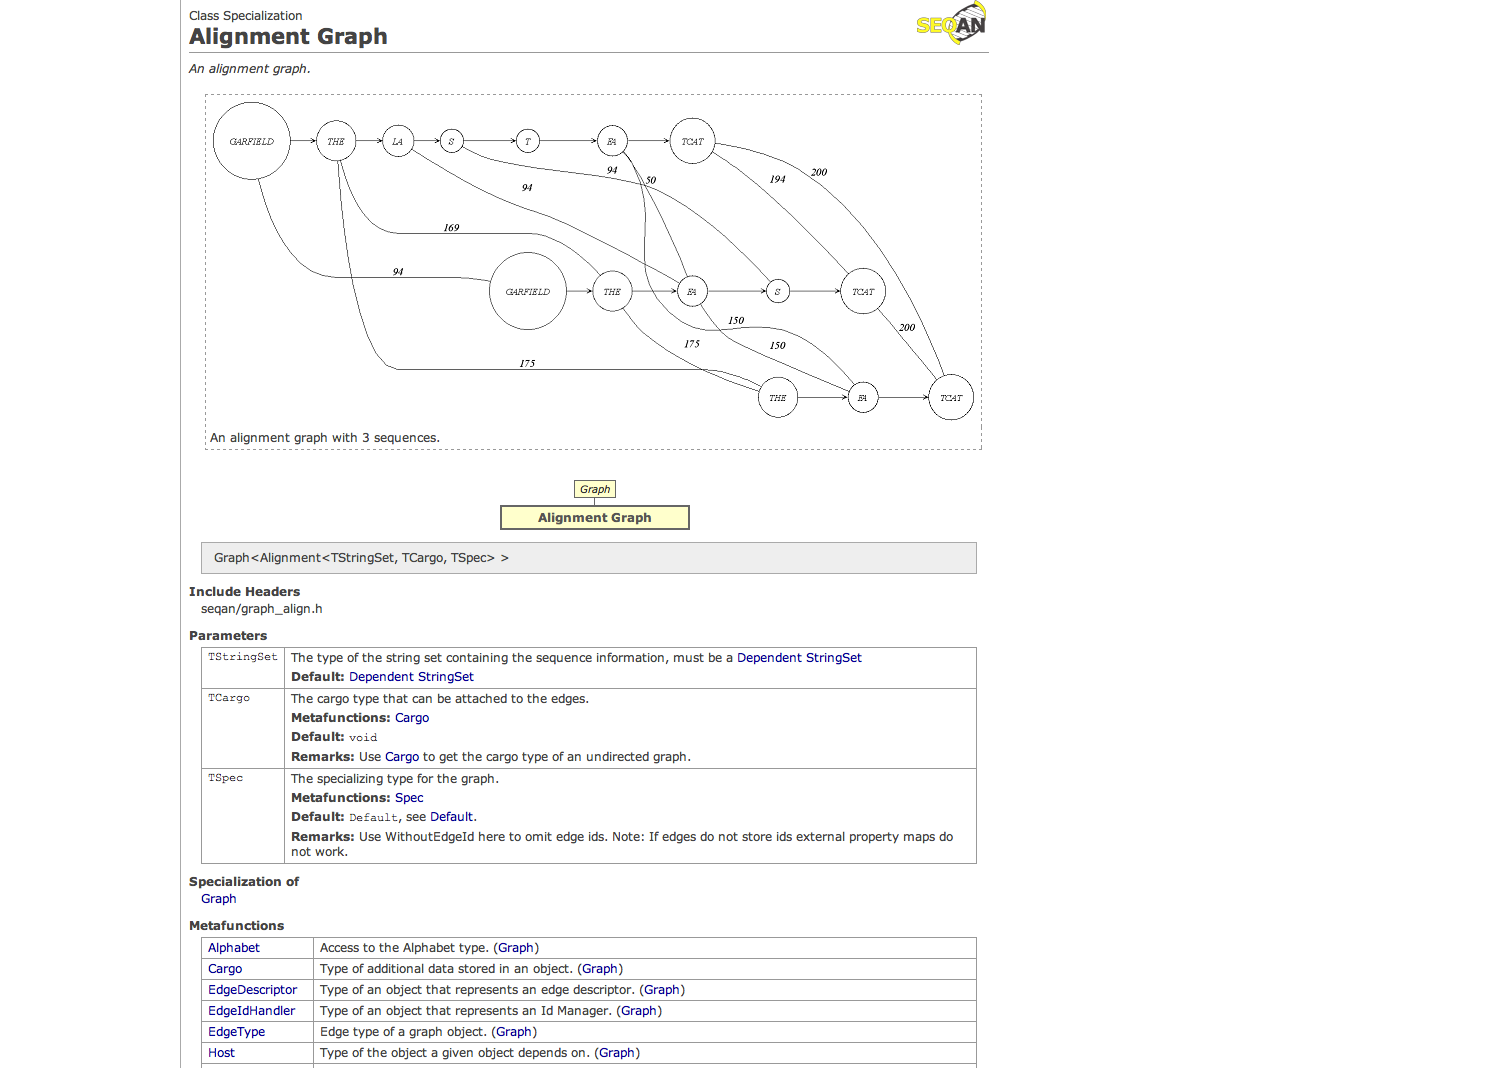 Class Specialization
SEQAN
Alignment Graph
An alignment graph.
GARFIELD THE LA S T FA TCAT
94 94 50 194 200
169
94
GARFIELD THE FA S TCAT
150 200
175 150
175
THE FA TCAT
An alignment graph with 3 sequences.
Graph
Alignment Graph
Graph<Alignment<TStringSet, TCargo, TSpec> >
Include Headers
seqan/graph_align.h
Parameters
TStringSet The type of the string set containing the sequence information, must be a Dependent StringSet
Default: Dependent StringSet
TCargo The cargo type that can be attached to the edges.
Metafunctions: Cargo
Default: void
Remarks: Use Cargo to get the cargo type of an undirected graph.
TSpec The specializing type for the graph.
Metafunctions: Spec
Default: Default, see Default.
Remarks: Use WithoutEdgeId here to omit edge ids. Note: If edges do not store ids external property maps do
not work.
Specialization of
Graph
Metafunctions
Alphabet Access to the Alphabet type. (Graph)
Cargo Type of additional data stored in an object. (Graph)
EdgeDescriptor Type of an object that represents an edge descriptor. (Graph)
EdgeIdHandler Type of an object that represents an Id Manager. (Graph)
EdgeType Edge type of a graph object. (Graph)
Host Type of the object a given object depends on. (Graph)